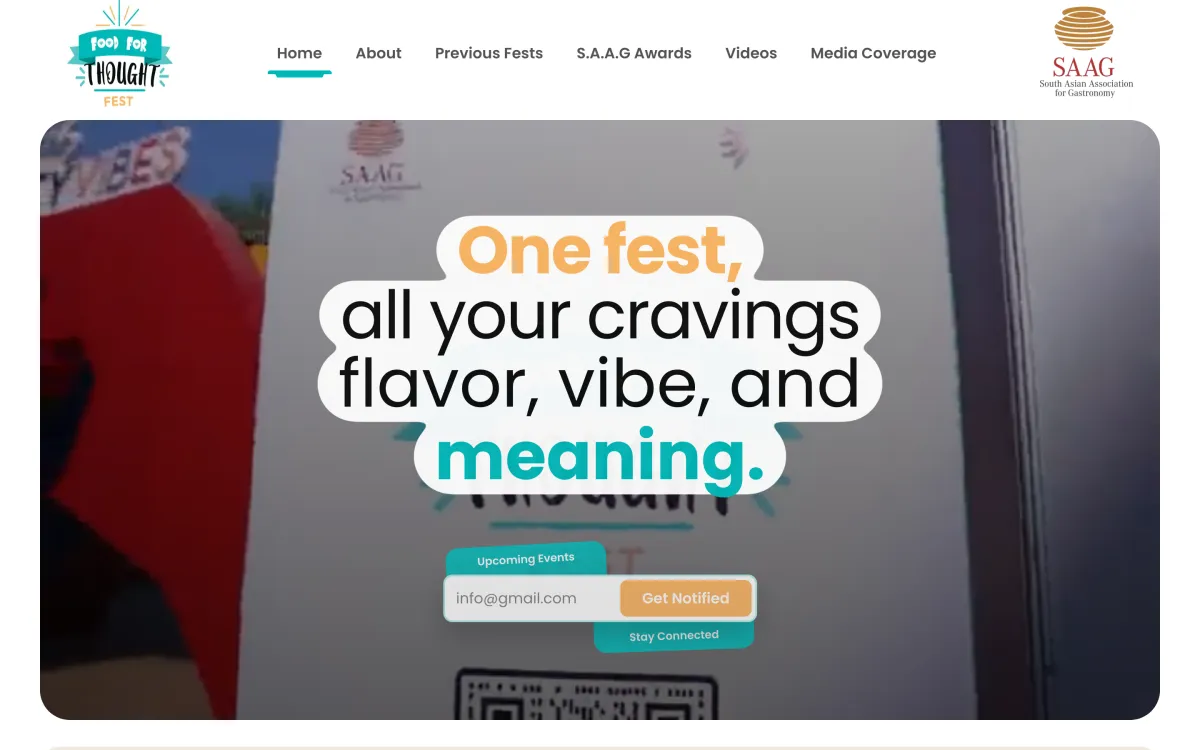 FOOD FOR
THOUGHT
FEST
Home
About
Previous Fests
S.A.A.G Awards
Videos
Media Coverage
SAAG
South Asian Association
for Gastronomy
VIBES
SAAG
One fest,
all your cravings
flavor, vibe, and
meaning.
Upcoming Events
info@gmail.com
Get Notified
Stay Connected